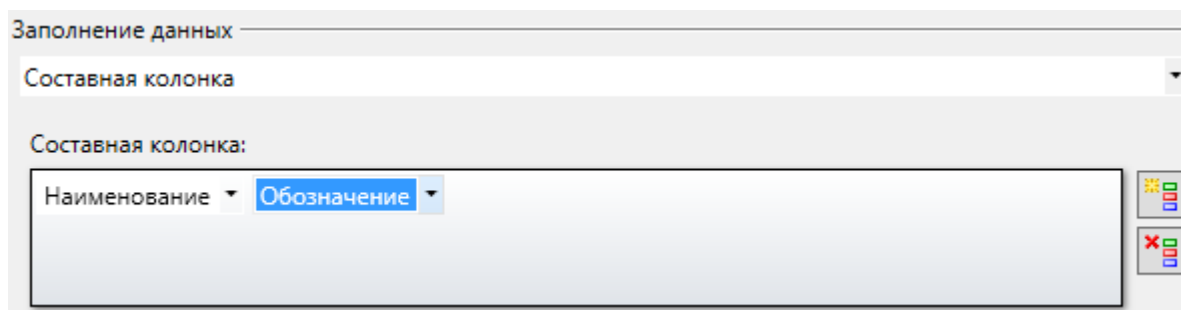 Заполнение данных
Составная колонка
Составная колонка:
Наименование Обозначение